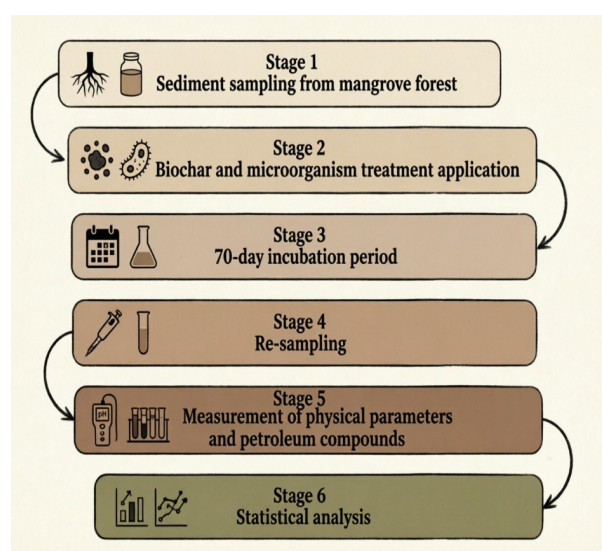 Stage 1
Sediment sampling from mangrove forest
Stage 2
Biochar and microorganism treatment application
Stage 3
70-day incubation period
Stage 4
Re-sampling
Stage 5
pH
Measurement of physical parameters
and petroleum compounds
Stage 6
Statistical analysis